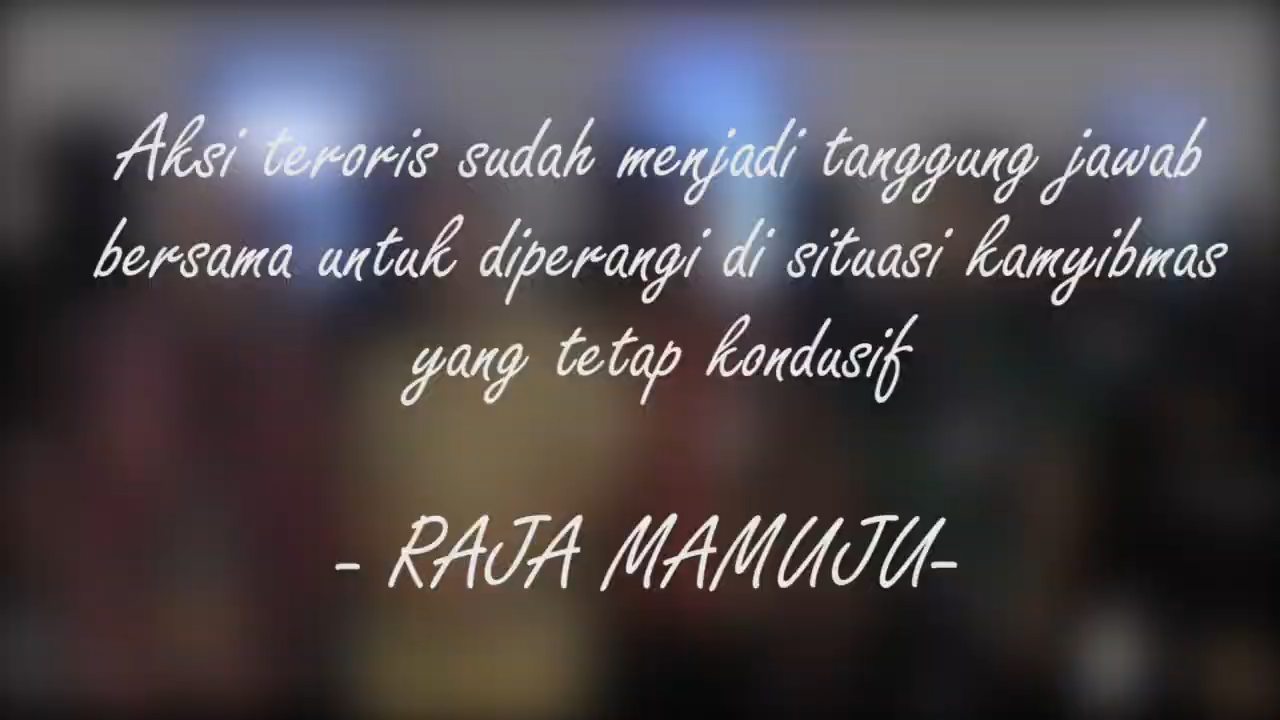 Aksi teroris sudah menjadi tanggung jawab
bersama untuk diperangi di situasi kamyibmas
yang tetap kondusif
- RAJA MAMUJU-